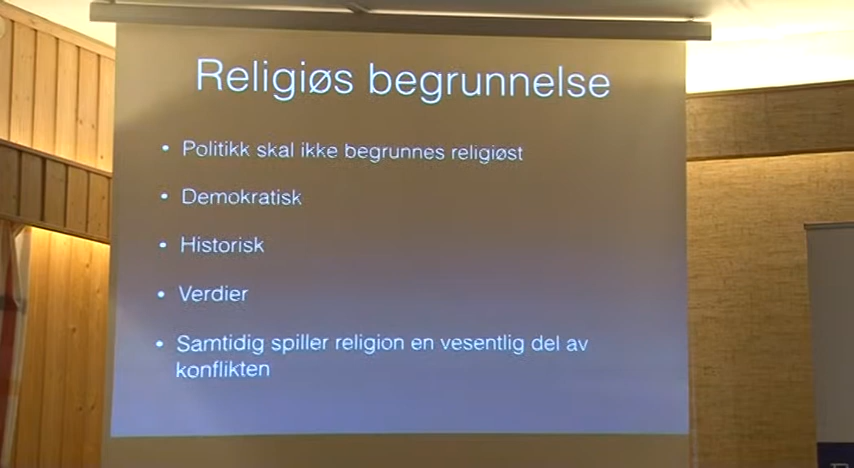 Religiøs begrunnelse
• Politikk skal ikke begrunnes religiøst
• Demokratisk
• Historisk
• Verdier
• Samtidig spiller religion en vesentlig del av
konflikten